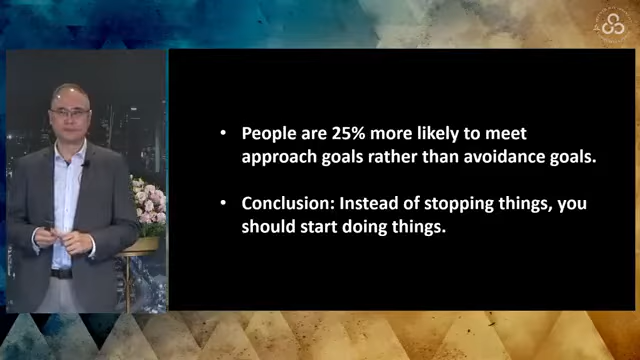 • People are 25% more likely to meet
approach goals rather than avoidance goals.
• Conclusion: Instead of stopping things, you
should start doing things.